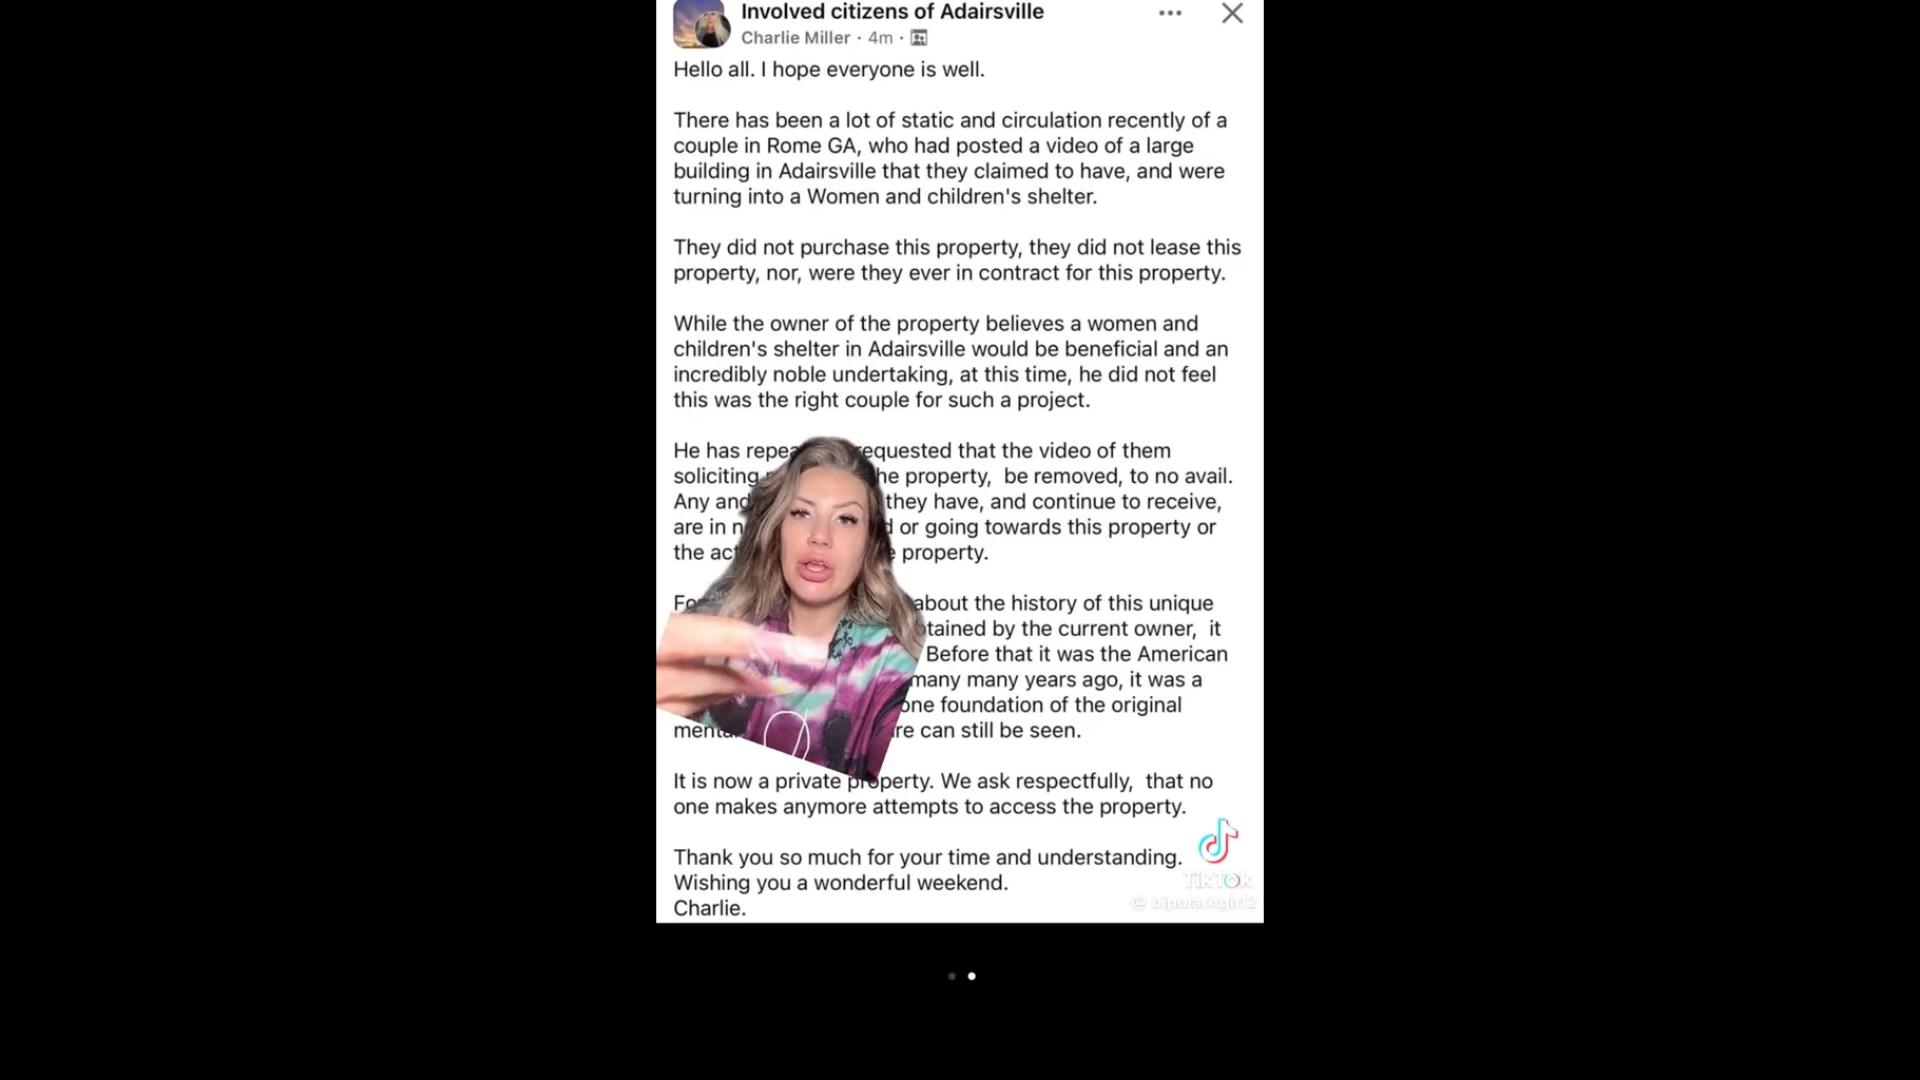 Involved citizens of Adairsville
Charlie Miller · 4m ·
Hello all. I hope everyone is well.
There has been a lot of static and circulation recently of a
couple in Rome GA, who had posted a video of a large
building in Adairsville that they claimed to have, and were
turning into a Women and children's shelter.
They did not purchase this property, they did not lease this
property, nor, were they ever in contract for this property.
While the owner of the property believes a women and
children's shelter in Adairsville would be beneficial and an
incredibly noble undertaking, at this time, he did not feel
this was the right couple for such a project.
He has requested that the video of them
soliciting property, be removed, to no avail.
Any they have, and continue to receive,
are in or going towards this property or
the property.
about the history of this unique
by the current owner, it
Before that it was the American
many many years ago, it was a
foundation of the original
can still be seen.
It is now a private property. We ask respectfully, that no
one makes anymore attempts to access the property.
Thank you so much for your time and understanding.
Wishing you a wonderful weekend.
Charlie.
TikTok
@ bipolaritgirl2